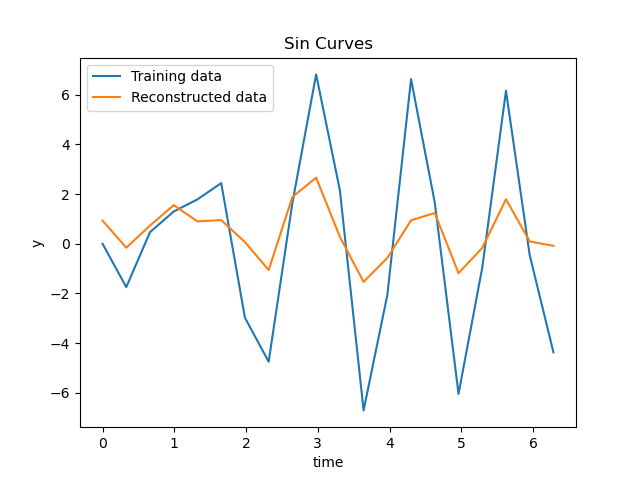 Sin Curves
Training data
Reconstructed data
6
4
2
0
−2
−4
−6
y
0 1 2 3 4 5 6
time